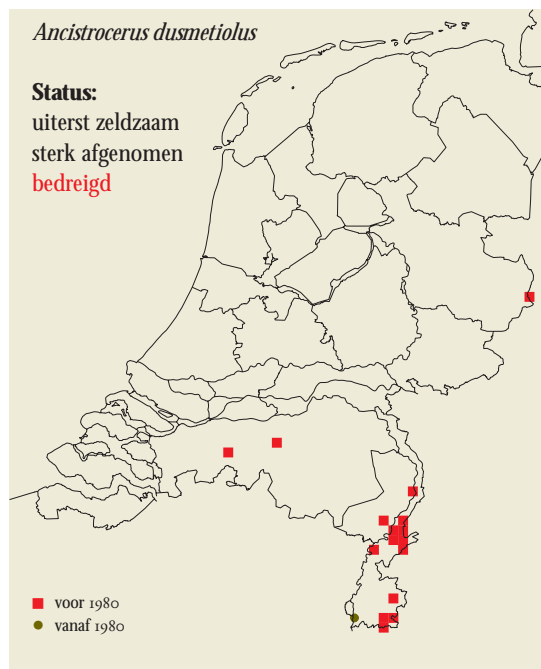 Ancistrocerus dusmetiolus
Status:
uiterst zeldzaam
sterk afgenomen
bedreigd
voor 1980
vanaf 1980